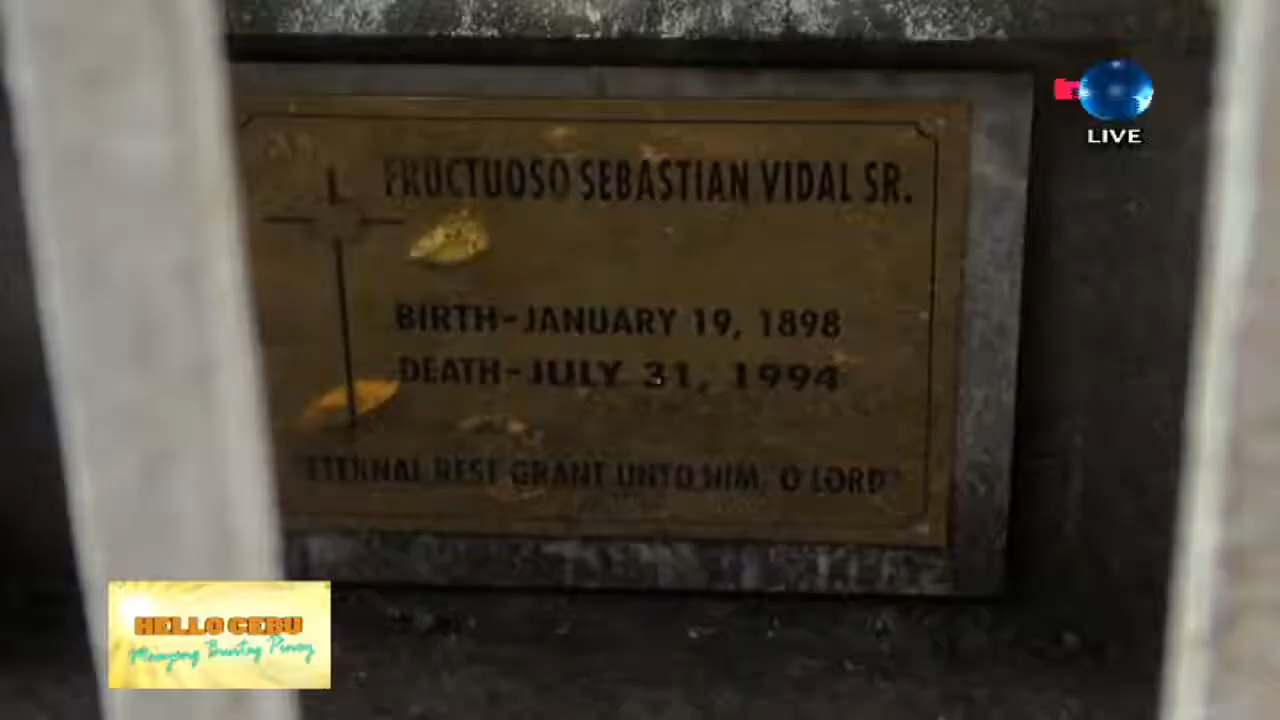 FRUCTUOSO SEBASTIAN VIDAL SR.
BIRTH-JANUARY 19, 1898
DEATH-JULY 31, 1994
"ETERNAL REST GRANT UNTO HIM, O LORD"
LIVE
HELLO CEBU
Pinoy